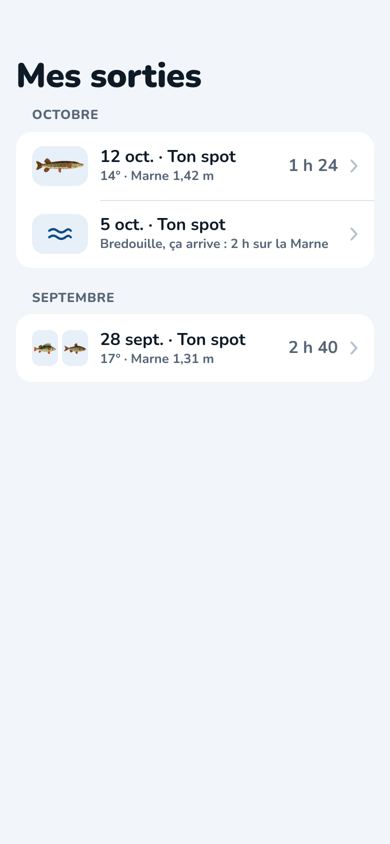 Mes sorties
OCTOBRE
12 oct. · Ton spot
1 h 24
14° · Marne 1,42 m
5 oct. · Ton spot
Bredouille, ça arrive : 2 h sur la Marne
SEPTEMBRE
28 sept. · Ton spot
2 h 40
17° · Marne 1,31 m